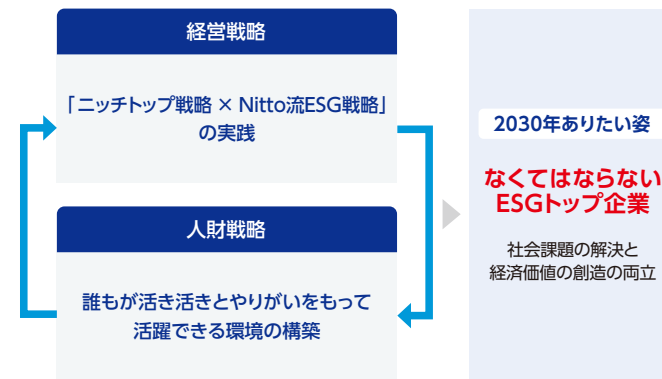 経営戦略
「ニッチトップ戦略 × Nitto流ESG戦略」
の実践
人財戦略
誰もが活き活きとやりがいをもって
活躍できる環境の構築
2030年ありたい姿
なくてはならない
ESGトップ企業
社会課題の解決と
経済価値の創造の両立